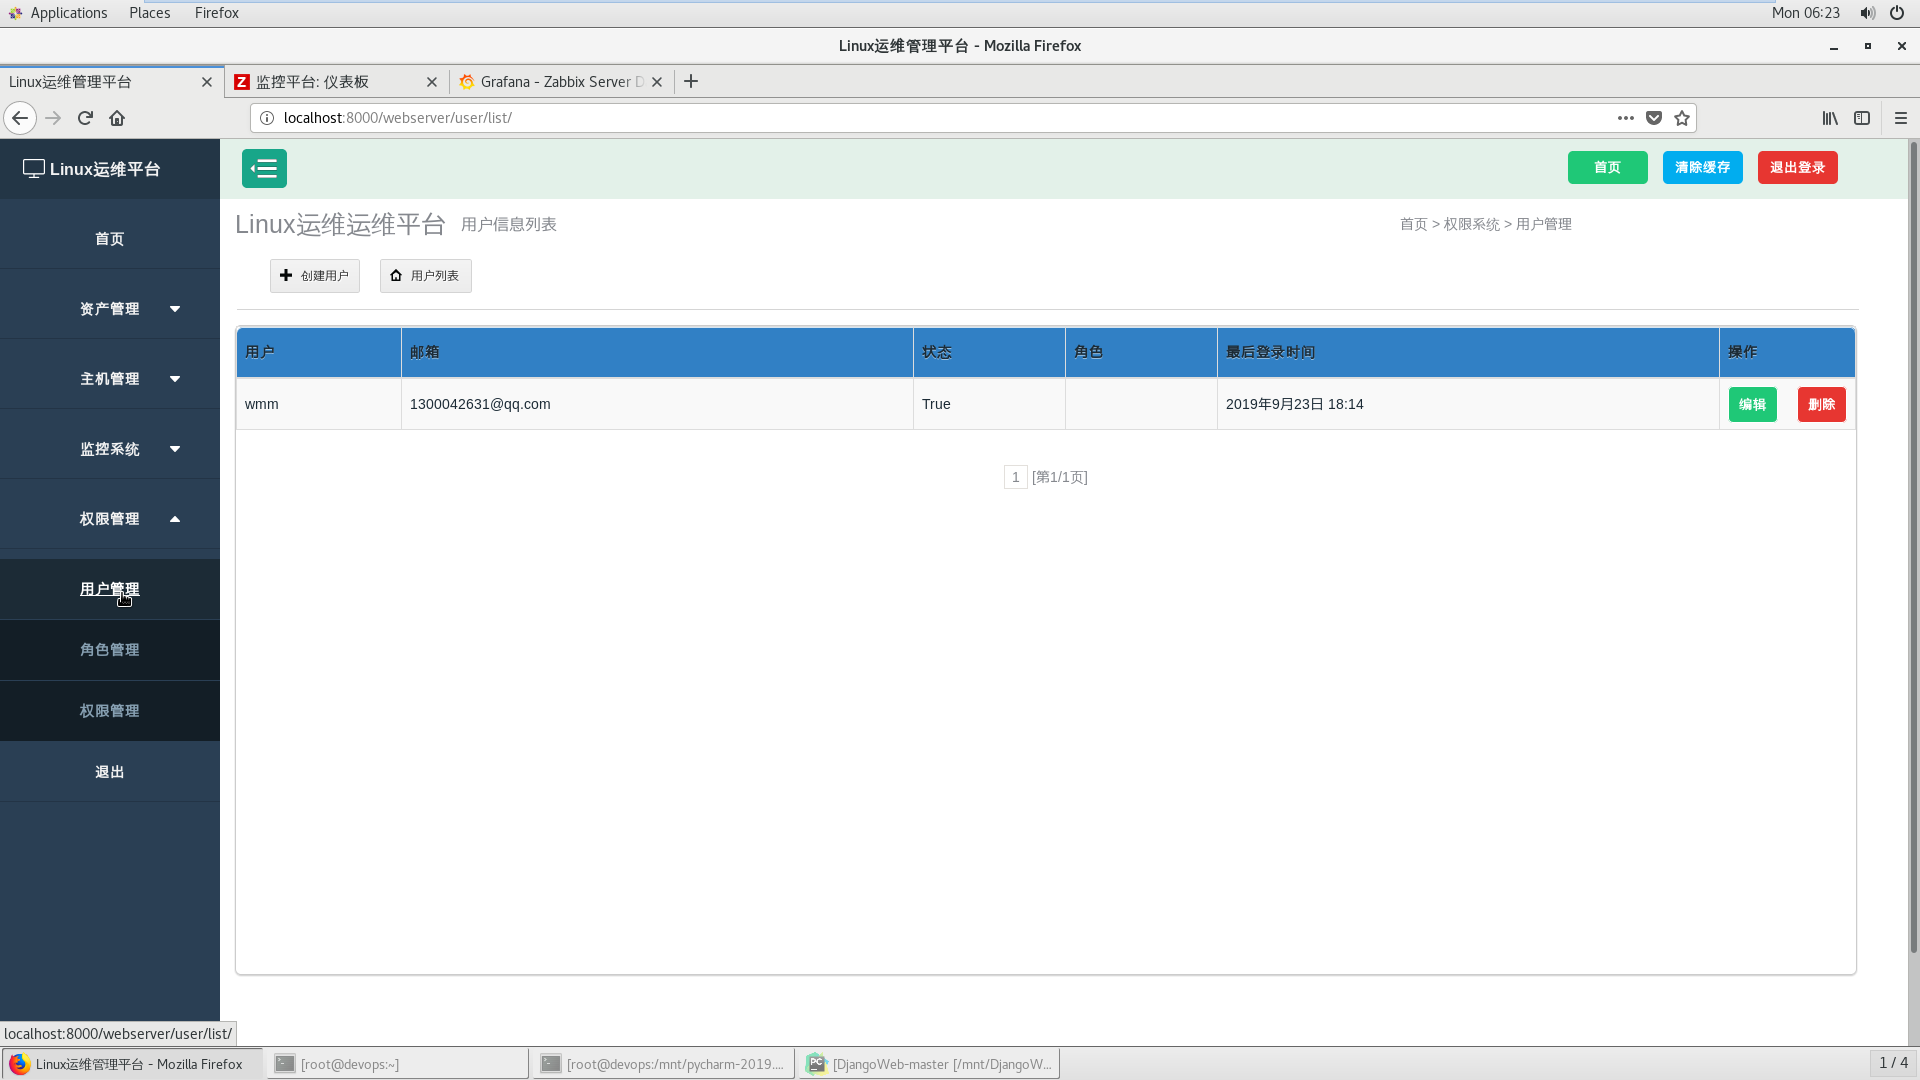 Applications Places Firefox Mon 06:23
Linux运维管理平台 - Mozilla Firefox
Linux运维管理平台
监控平台: 仪表板
Grafana - Zabbix Server D
localhost:8000/webserver/user/list/
Linux运维平台
首页 清除缓存 退出登录
Linux运维运维平台 用户信息列表 首页 > 权限系统 > 用户管理
首页
资产管理
主机管理
监控系统
权限管理
用户管理
角色管理
权限管理
退出
创建用户 用户列表
用户 邮箱 状态 角色 最后登录时间 操作
wmm 1300042631@qq.com True 2019年9月23日 18:14 编辑 删除
1 [第1/1页]
localhost:8000/webserver/user/list/
Linux运维管理平台 - Mozilla Firefox
[root@devops:~]
[root@devops:/mnt/pycharm-2019....
PC
[DjangoWeb-master [/mnt/DjangoW...
1 / 4